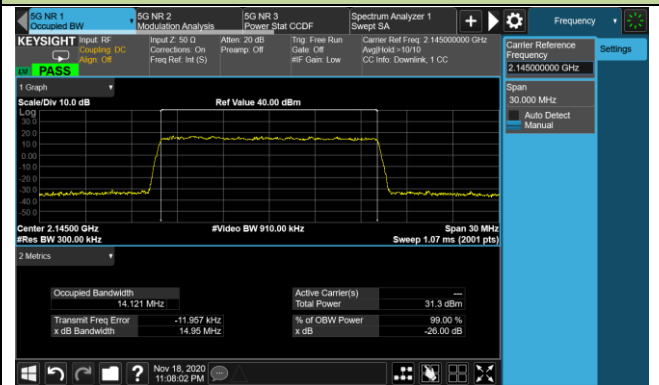 5G NR 1
Occupied BW
5G NR 2
Modulation Analysis
5G NR 3
Power Stat CCDF
Spectrum Analyzer 1
Swept SA
Frequency
KEYSIGHT
Input: RF
Coupling: DC
Align: Off
Input Z: 50 Ω
Corrections: On
Freq Ref: Int (S)
Atten: 20 dB
Preamp: Off
Trig: Free Run
Gate: Off
#IF Gain: Low
Carrier Ref Freq: 2.145000000 GHz
Avg|Hold:>10/10
CC Info: Downlink, 1 CC
PASS
Carrier Reference Frequency
2.145000000 GHz
Settings
Span
30.000 MHz
Auto Detect
Manual
1 Graph
Scale/Div 10.0 dB
Ref Value 40.00 dBm
Log
30.0
20.0
10.0
0.00
-10.0
-20.0
-30.0
-40.0
-50.0
Center 2.14500 GHz
#Video BW 910.00 kHz
Span 30 MHz
#Res BW 300.00 kHz
Sweep 1.07 ms (2001 pts)
2 Metrics
Occupied Bandwidth
14.121 MHz
Active Carrier(s)
---
Total Power
31.3 dBm
Transmit Freq Error
-11.957 kHz
% of OBW Power
99.00 %
x dB Bandwidth
14.95 MHz
x dB
-26.00 dB
?
Nov 18, 2020
11:08:02 PM